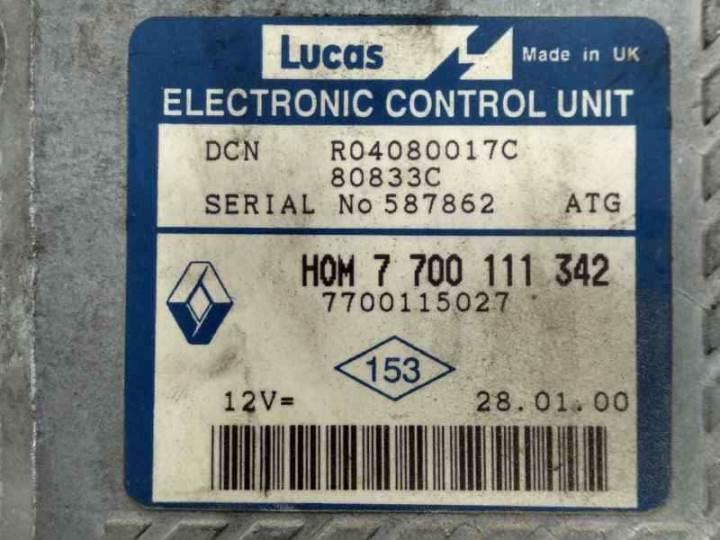 Lucas Made in UK
ELECTRONIC CONTROL UNIT
DCN R04080017C
80833C
SERIAL No 587862 ATG
HOM 7 700 111 342
7700115027
153
12V= 28.01.00